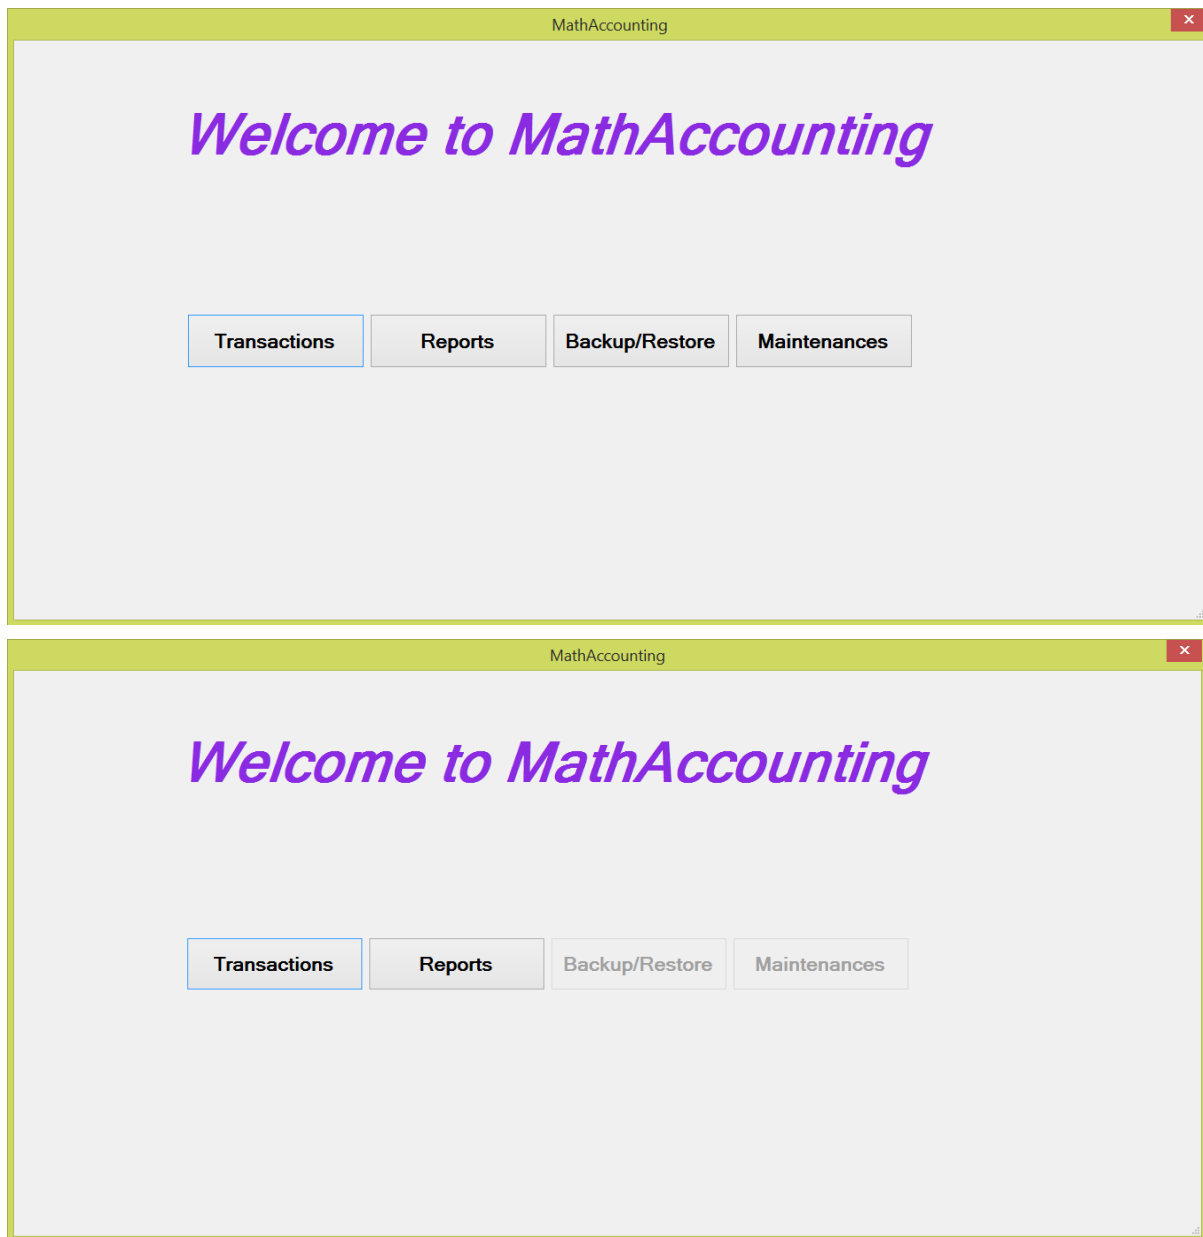 MathAccounting
Welcome to MathAccounting
Transactions Reports Backup/Restore Maintenances
MathAccounting
Welcome to MathAccounting
Transactions Reports Backup/Restore Maintenances